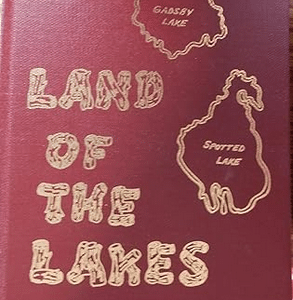 GADSBY
LAKE
LAND
OF
THE
LAKES
SPOTTED
LAKE